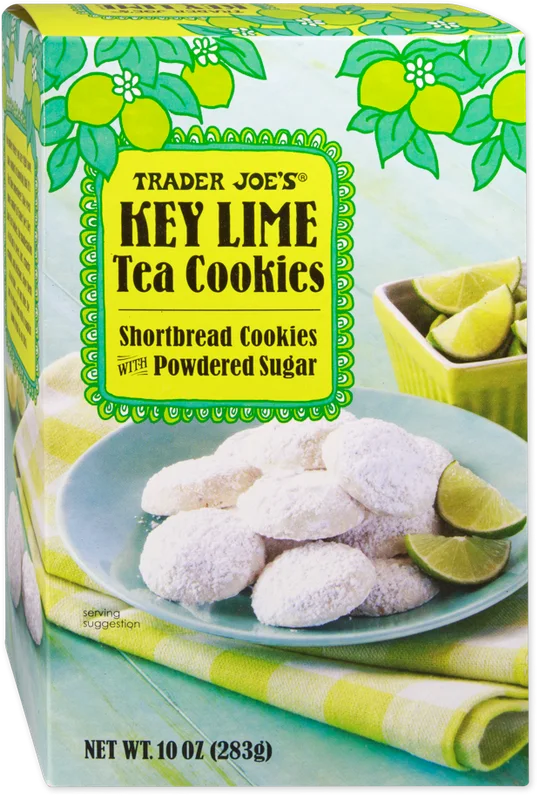 TRADER JOE'S®
KEY LIME
Tea Cookies
Shortbread Cookies
WITH Powdered Sugar
serving
suggestion
NET WT. 10 OZ (283g)